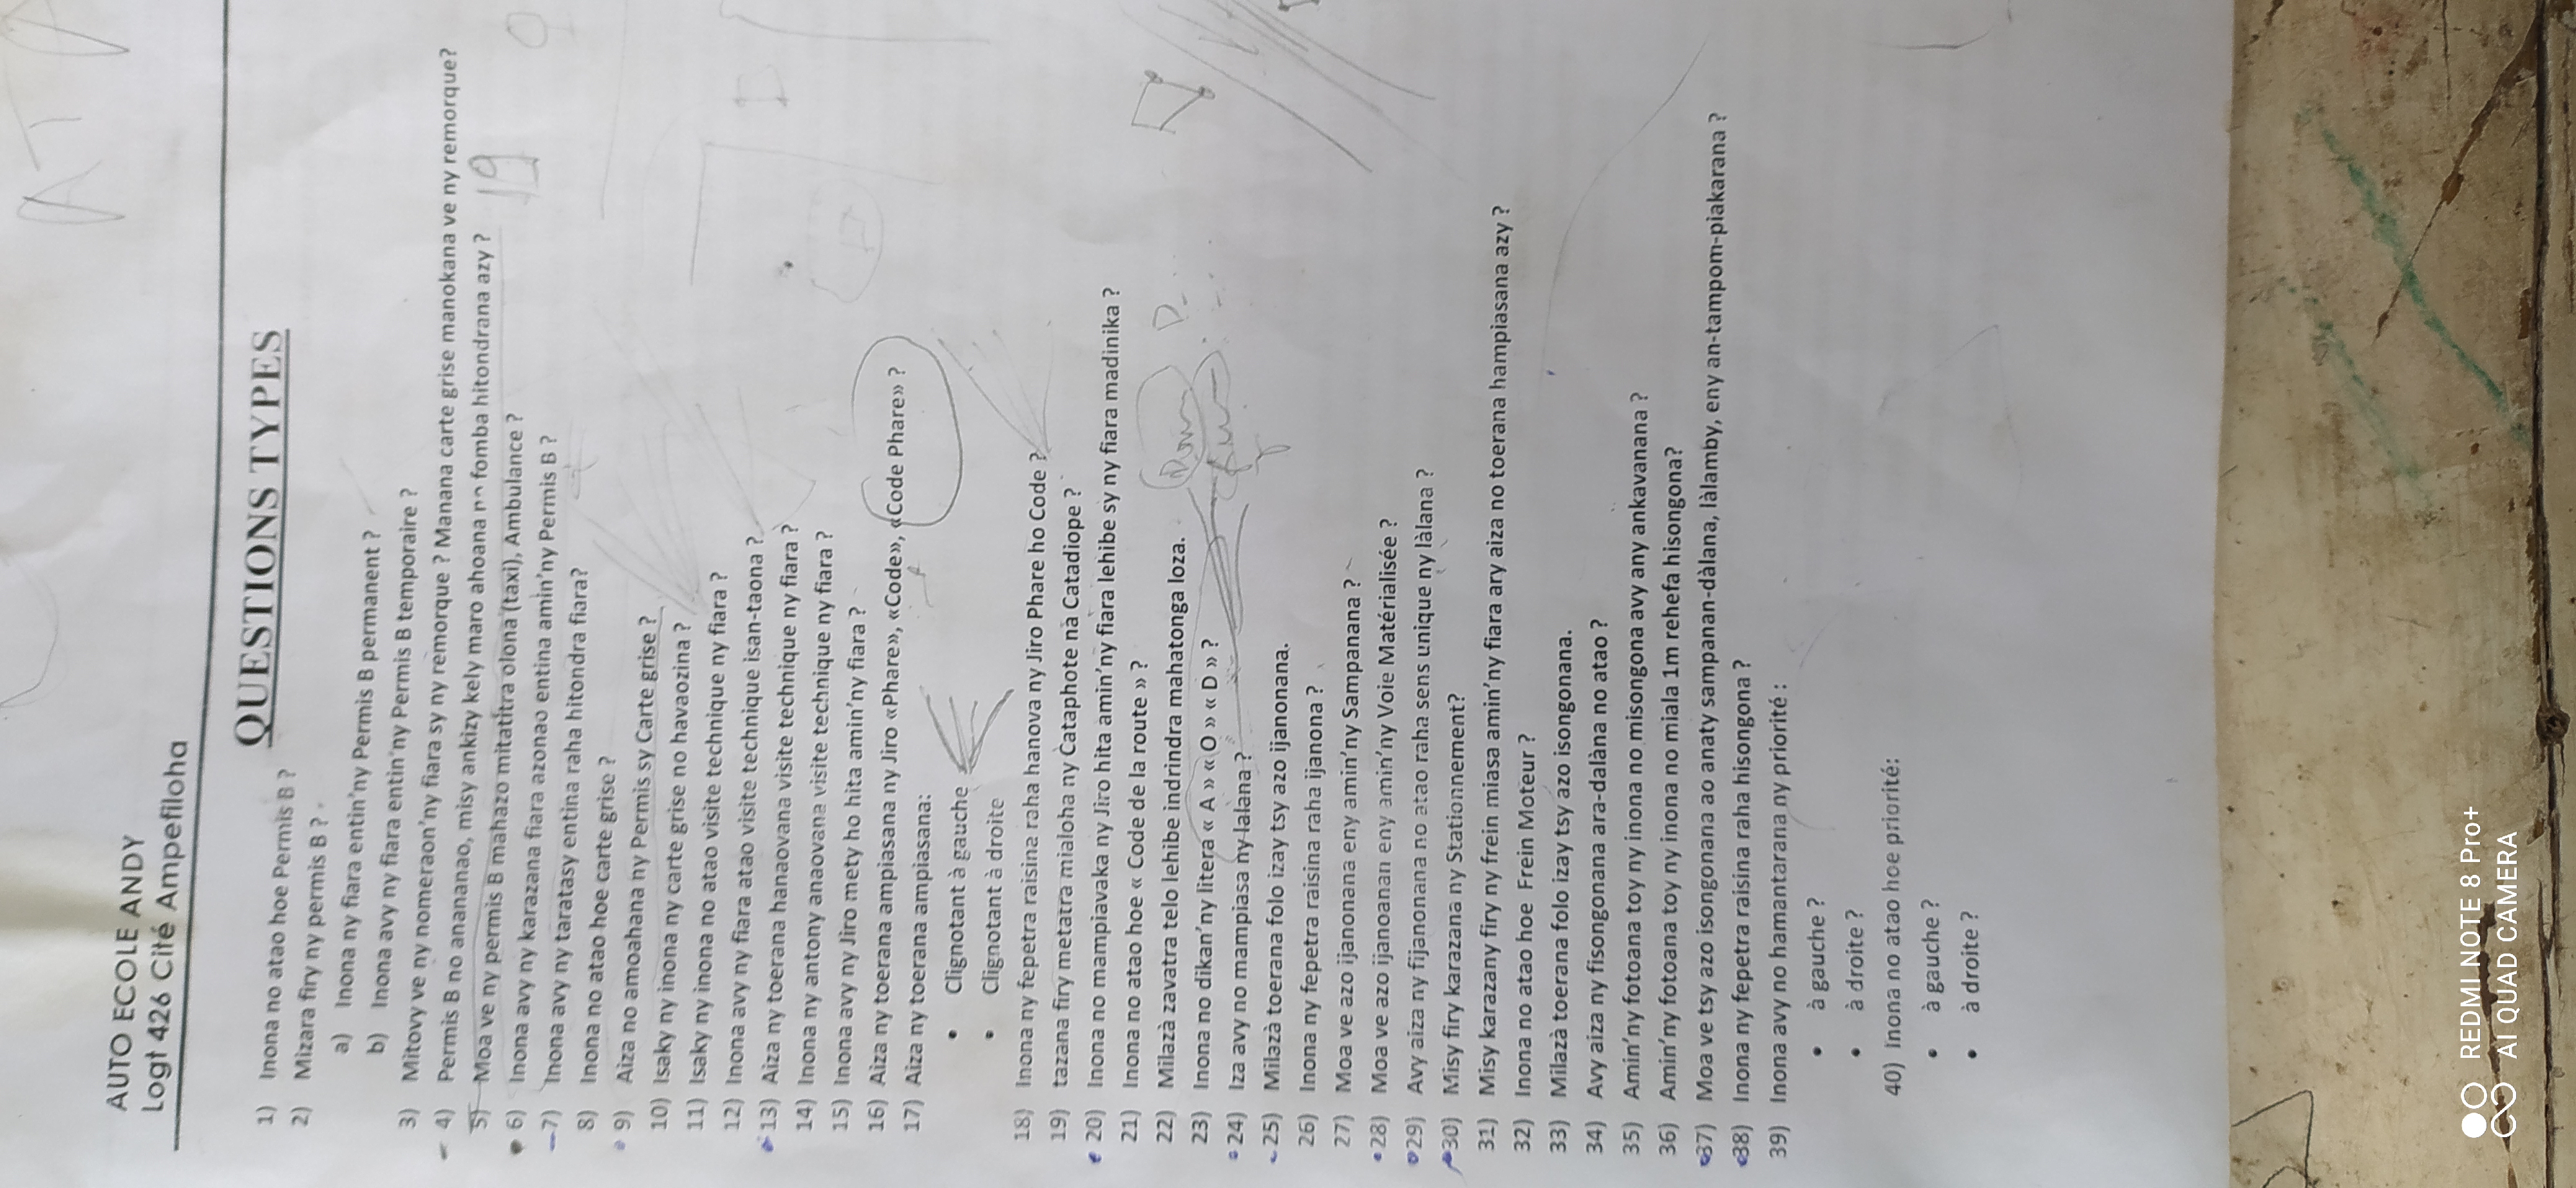 AUTO ECOLE ANDY
Logt 426 Cité Ampefiloha
QUESTIONS TYPES
1) Inona no atao hoe Permis B ?
2) Mizara firy ny permis B ?
a) Inona ny fiara entin'ny Permis B permanent ?
b) Inona avy ny fiara entin'ny Permis B temporaire ?
3) Mitovy ve ny nomeraon'ny fiara sy ny remorque ? Manana carte grise manokana ve ny remorque?
4) Permis B no anananao, misy ankizy kely maro ahoana no fomba hitondrana azy ?
5) Moa ve ny permis B mahazo mitatitra olona (taxi), Ambulance ?
6) Inona avy ny karazana fiara azonao entina amin'ny Permis B ?
7) Inona avy ny taratasy entina raha hitondra fiara?
8) Inona no atao hoe carte grise ?
9) Aiza no amoahana ny Permis sy Carte grise ?
10) Isaky ny inona ny carte grise no havaozina ?
11) Isaky ny inona no atao visite technique ny fiara ?
12) Inona avy ny fiara atao visite technique isan-taona ?
13) Aiza ny toerana hanaovana visite technique ny fiara ?
14) Inona ny antony anaovana visite technique ny fiara ?
15) Inona avy ny Jiro mety ho hita amin'ny fiara ?
16) Aiza ny toerana ampiasana ny Jiro «Phare», «Code», «Code Phare» ?
17) Aiza ny toerana ampiasana:
• Clignotant à gauche
• Clignotant à droite
18) Inona ny fepetra raisina raha hanova ny Jiro Phare ho Code ?
19) tazana firy metatra mialoha ny Cataphote na Catadiope ?
20) Inona no mampiavaka ny Jiro hita amin'ny fiara lehibe sy ny fiara madinika ?
21) Inona no atao hoe « Code de la route » ?
22) Milazà zavatra telo lehibe indrindra mahatonga loza.
23) Inona no dikan'ny litera « A » « O » « D » ?
24) Iza avy no mampiasa ny lalana ?
25) Milazà toerana folo izay tsy azo ijanonana.
26) Inona ny fepetra raisina raha ijanona ?
27) Moa ve azo ijanonana eny amin'ny Sampanana ?
28) Moa ve azo ijanoanan eny amin'ny Voie Matérialisée ?
29) Avy aiza ny fijanonana no atao raha sens unique ny làlana ?
30) Misy firy karazana ny Stationnement?
31) Misy karazany firy ny frein miasa amin'ny fiara ary aiza no toerana hampiasana azy ?
32) Inona no atao hoe Frein Moteur ?
33) Milazà toerana folo izay tsy azo isongonana.
34) Avy aiza ny fisongonana ara-dalàna no atao ?
35) Amin'ny fotoana toy ny inona no misongona avy any ankavanana ?
36) Amin'ny fotoana toy ny inona no miala 1m rehefa hisongona?
37) Moa ve tsy azo isongonana ao anaty sampanan-dàlana, làlamby, eny an-tampom-piakarana ?
38) Inona ny fepetra raisina raha hisongona ?
39) Inona avy no hamantarana ny priorité :
• à gauche ?
• à droite ?
40) Inona no atao hoe priorité:
• à gauche ?
• à droite ?
REDMI NOTE 8 Pro+
AI QUAD CAMERA